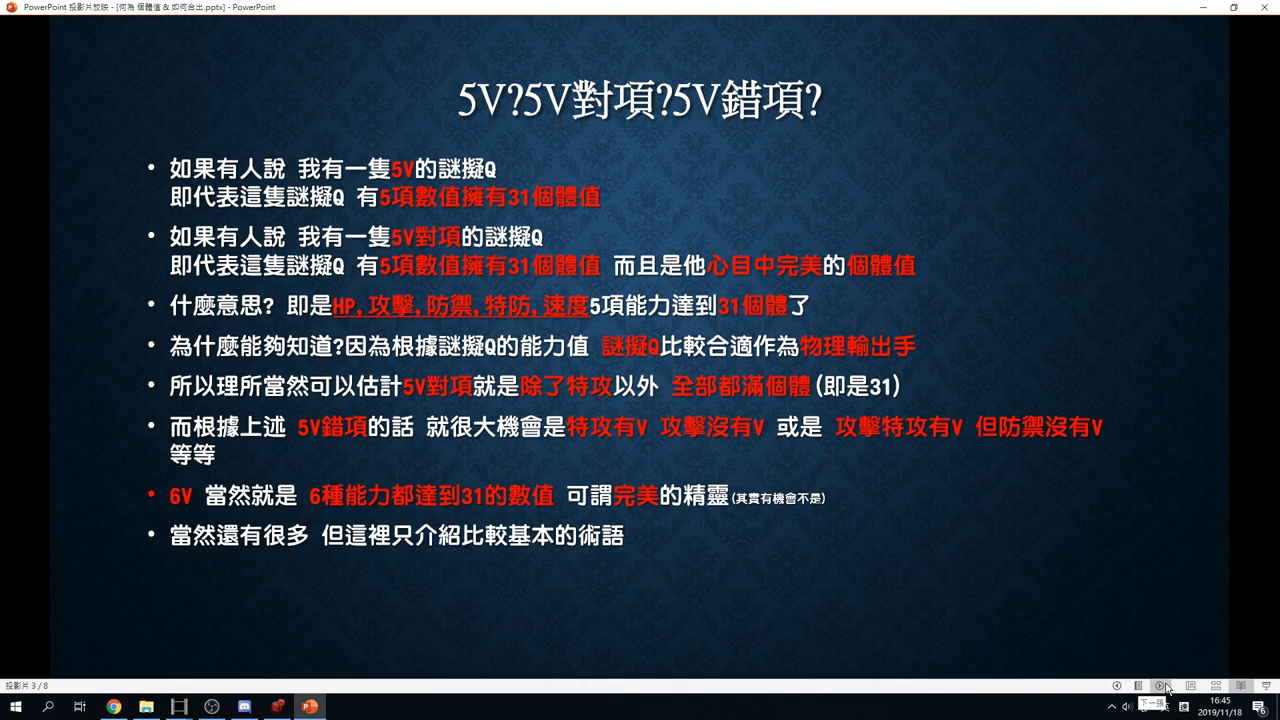 PowerPoint 投影片放映 - [何為 個體值 & 如何合出.pptx] - PowerPoint
5V?5V對項?5V錯項?
• 如果有人說 我有一隻5V的謎擬Q
即代表這隻謎擬Q 有5項數值擁有31個體值
• 如果有人說 我有一隻5V對項的謎擬Q
即代表這隻謎擬Q 有5項數值擁有31個體值 而且是他心目中完美的個體值
• 什麼意思? 即是HP,攻擊,防禦,特防,速度5項能力達到31個體了
• 為什麼能夠知道?因為根據謎擬Q的能力值 謎擬Q比較合適作為物理輸出手
• 所以理所當然可以估計5V對項就是除了特攻以外 全部都滿個體(即是31)
• 而根據上述 5V錯項的話 就很大機會是特攻有V 攻擊沒有V 或是 攻擊特攻有V 但防禦沒有V
等等
• 6V 當然就是 6種能力都達到31的數值 可謂完美的精靈(其實有機會不是)
• 當然還有很多 但這裡只介紹比較基本的術語
投影片 3 / 8
下一張
16:45
2019/11/18
6